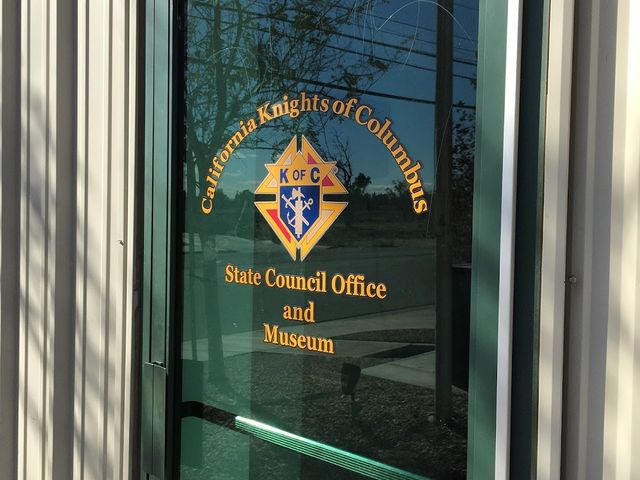 California Knights of Columbus
K OF C
State Council Office
and
Museum